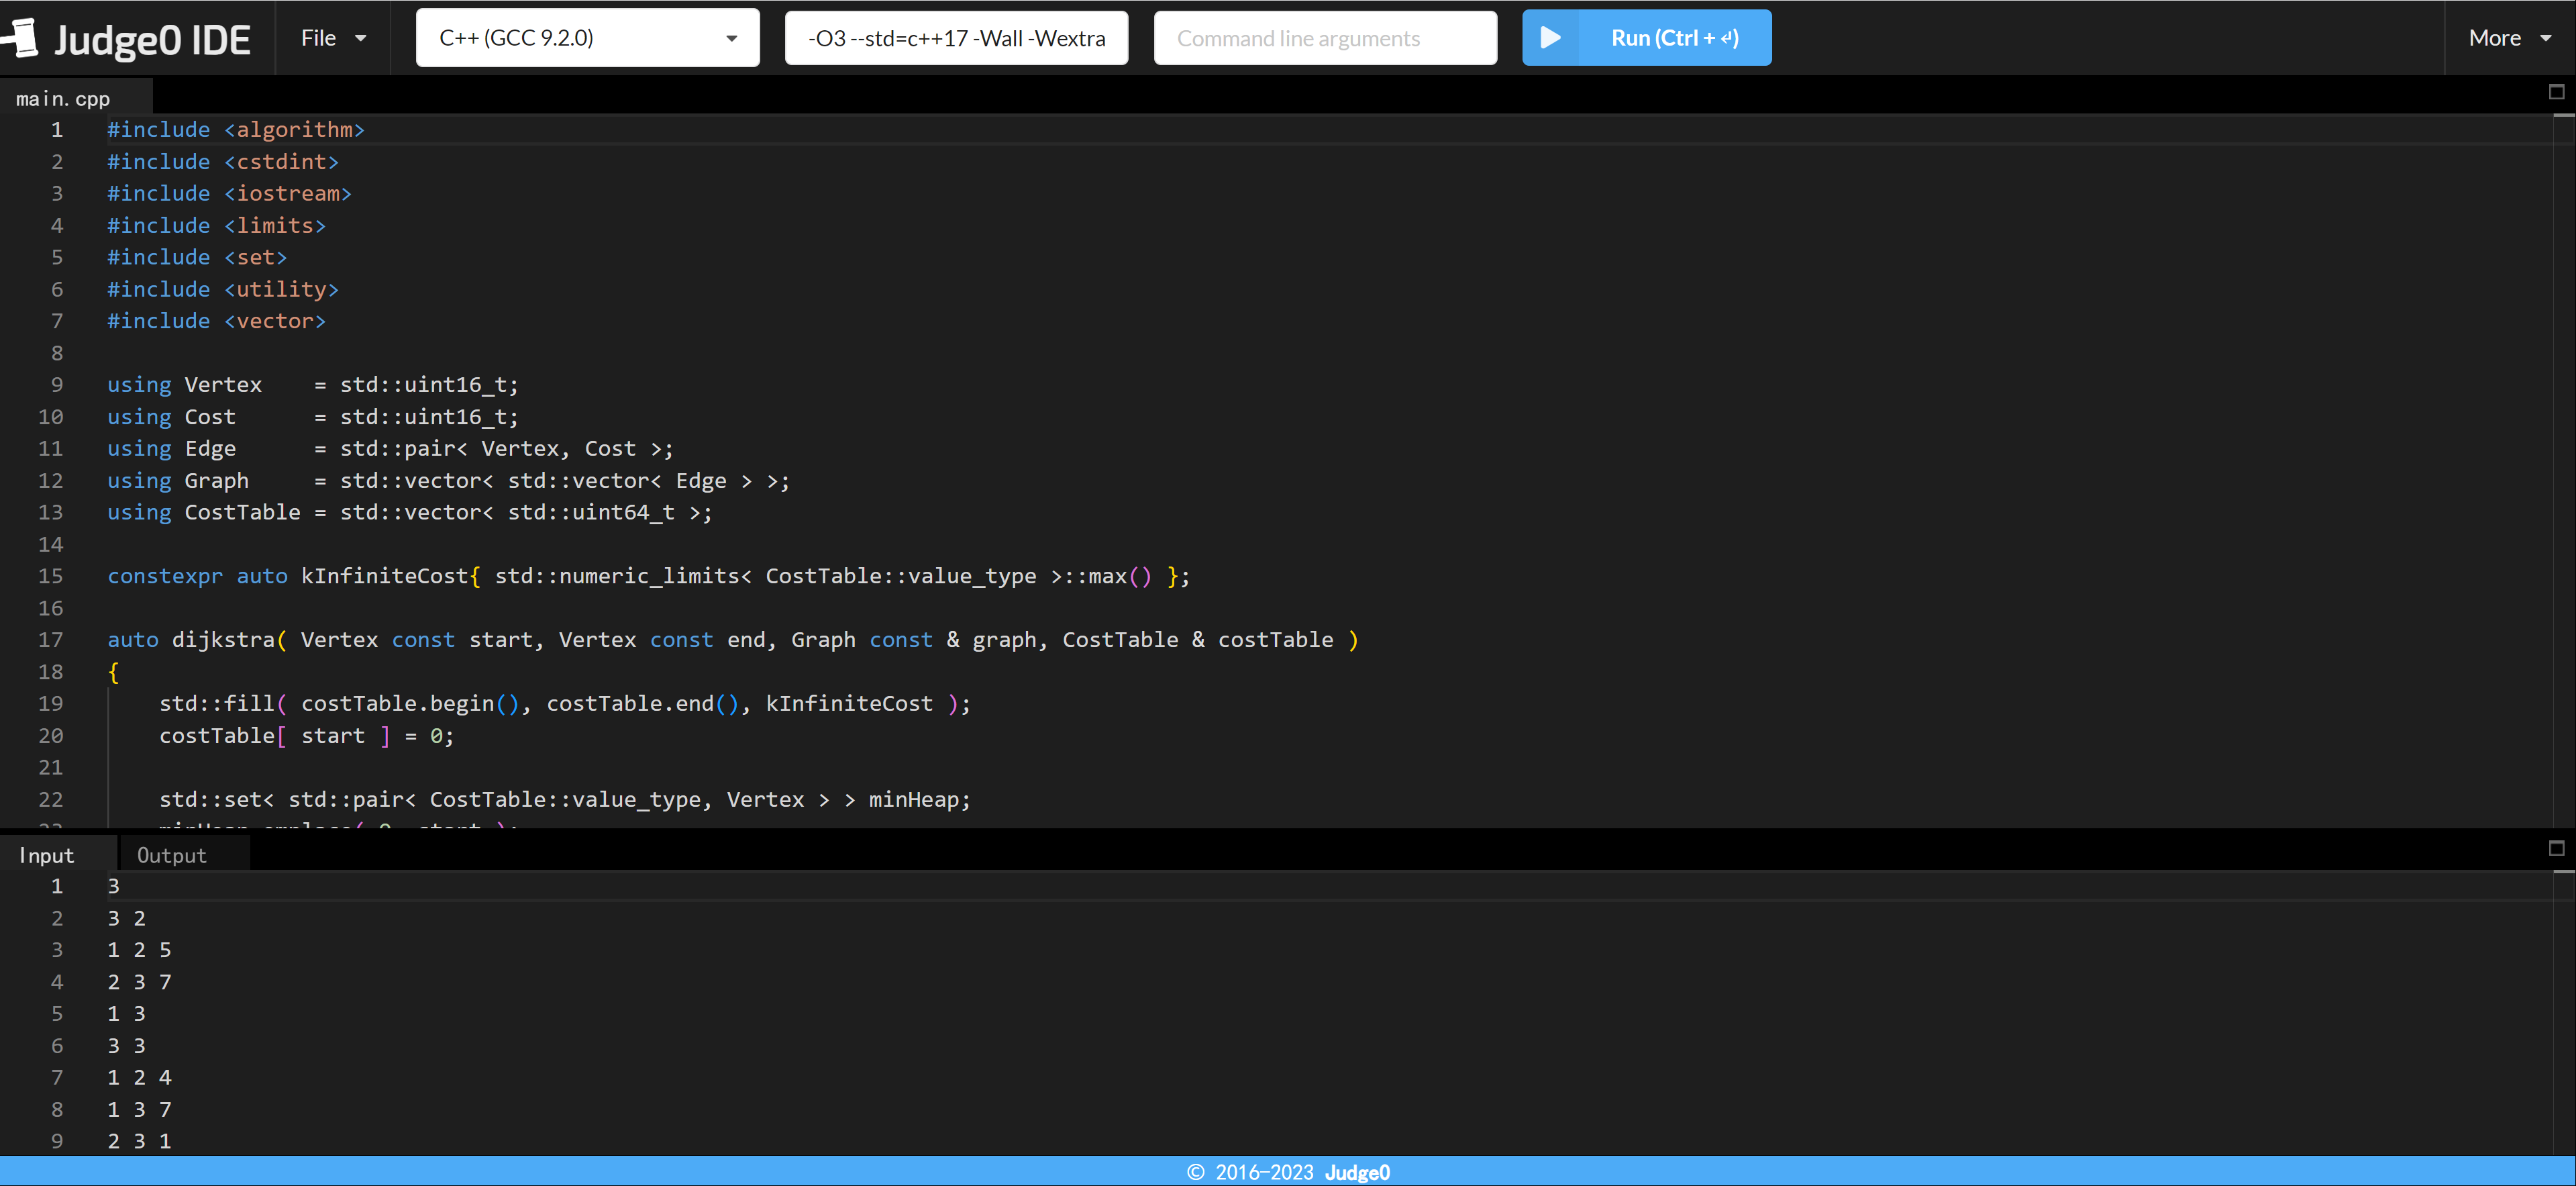 Judge0 IDE File C++ (GCC 9.2.0) -O3 --std=c++17 -Wall -Wextra Command line arguments Run (Ctrl + ⏎) More
main.cpp
1 #include <algorithm>
2 #include <cstdint>
3 #include <iostream>
4 #include <limits>
5 #include <set>
6 #include <utility>
7 #include <vector>
8
9 using Vertex    = std::uint16_t;
10 using Cost      = std::uint16_t;
11 using Edge      = std::pair< Vertex, Cost >;
12 using Graph     = std::vector< std::vector< Edge > >;
13 using CostTable = std::vector< std::uint64_t >;
14
15 constexpr auto kInfiniteCost{ std::numeric_limits< CostTable::value_type >::max() };
16
17 auto dijkstra( Vertex const start, Vertex const end, Graph const & graph, CostTable & costTable )
18 {
19     std::fill( costTable.begin(), costTable.end(), kInfiniteCost );
20     costTable[ start ] = 0;
21
22     std::set< std::pair< CostTable::value_type, Vertex > > minHeap;
23     minHeap.emplace( 0, start );
Input Output
1 3
2 3 2
3 1 2 5
4 2 3 7
5 1 3
6 3 3
7 1 2 4
8 1 3 7
9 2 3 1
© 2016-2023 Judge0